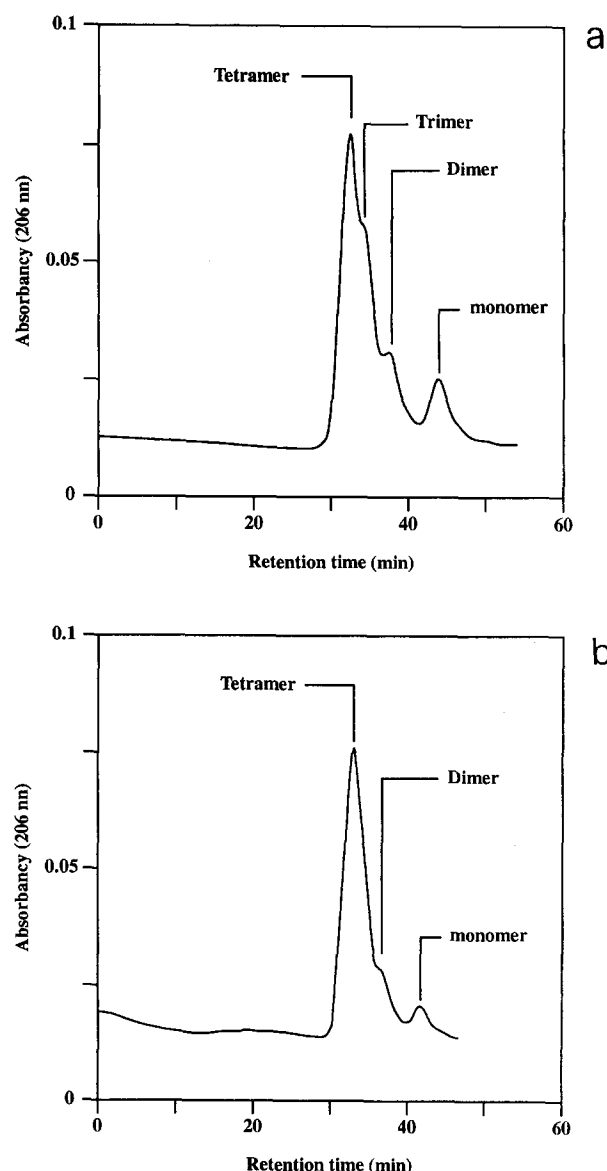 a
0.1
Tetramer
Trimer
Dimer
0.05
monomer
Absorbancy (206 nn)
0
0 20 40 60
Retention time (min)
b
0.1
Tetramer
Dimer
0.05
monomer
Absorbancy (206 nn)
0
0 20 40 60
Retention time (min)